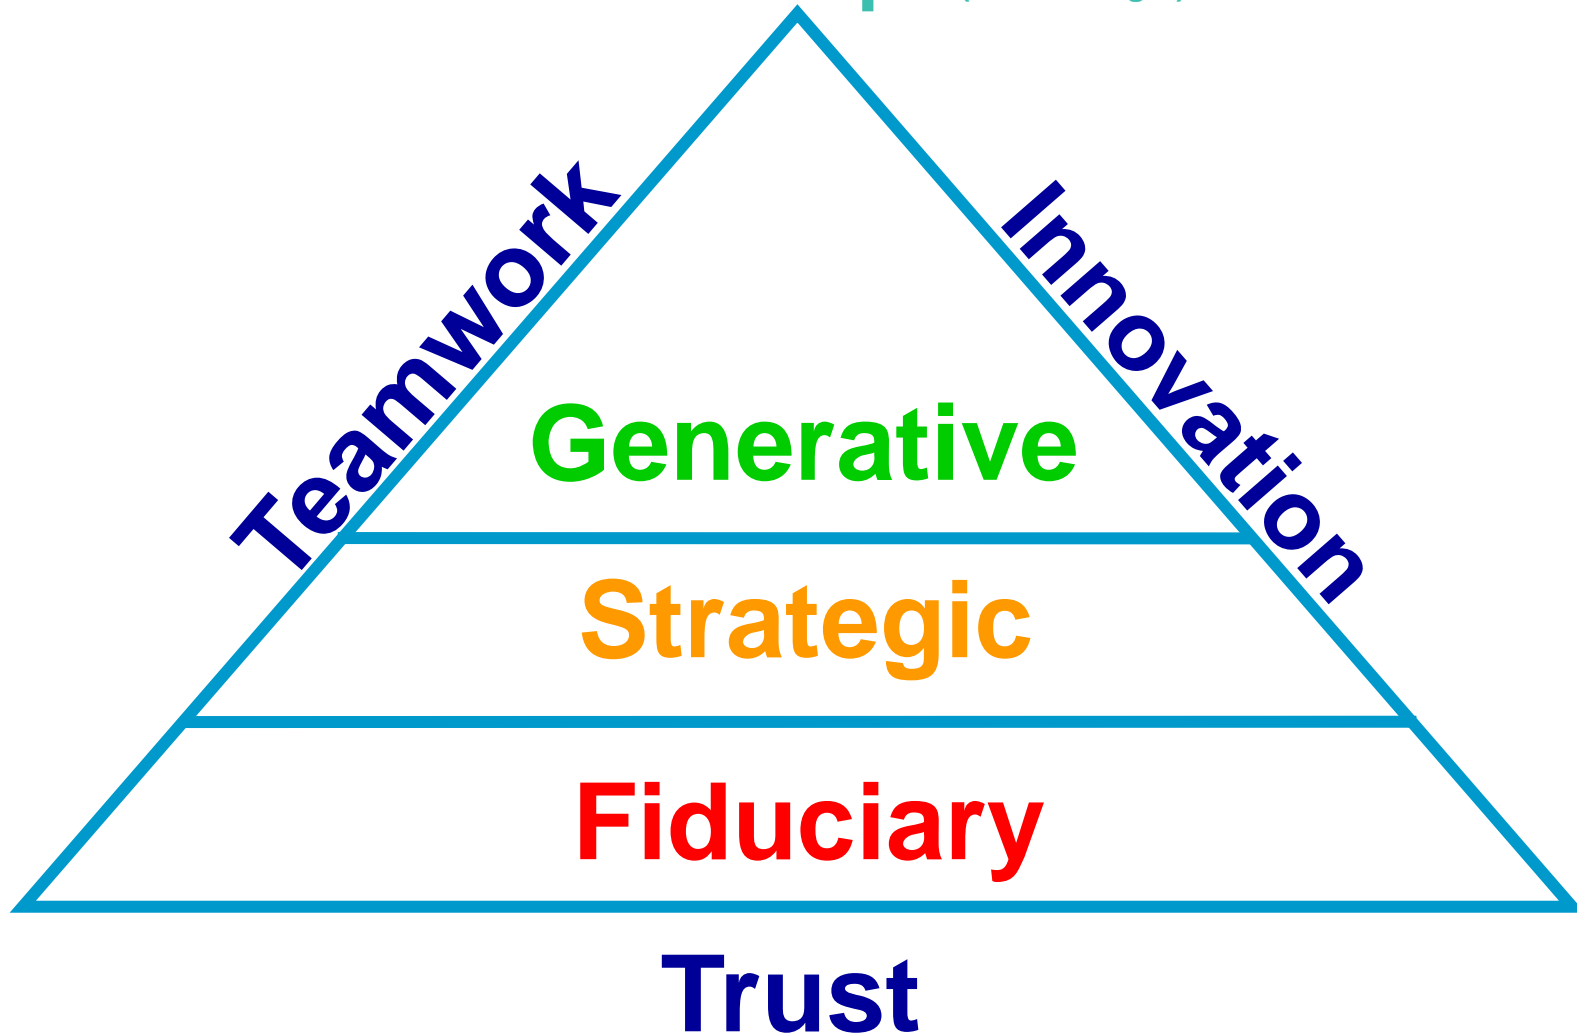 Teamwork
Innovation
Generative
Strategic
Fiduciary
Trust